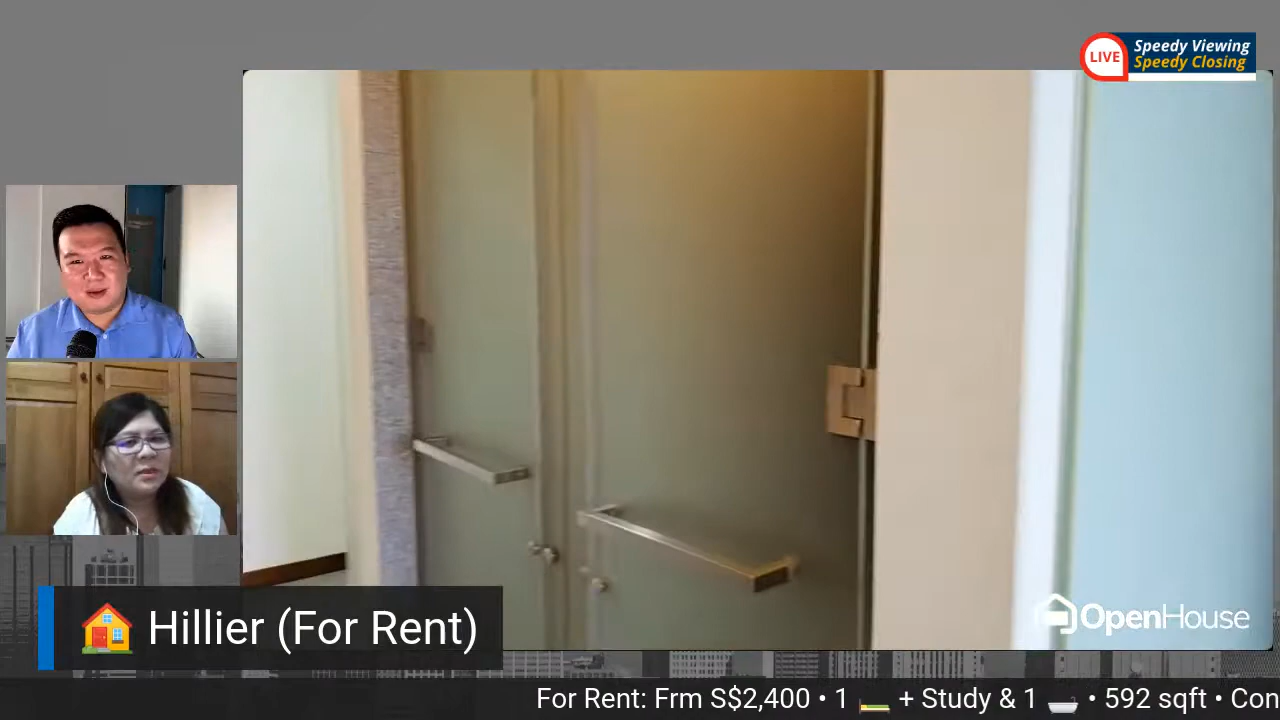 LIVE
Speedy Viewing
Speedy Closing
OpenHouse
Hillier (For Rent)
For Rent: Frm S$2,400 • 1 + Study & 1 • 592 sqft • Con